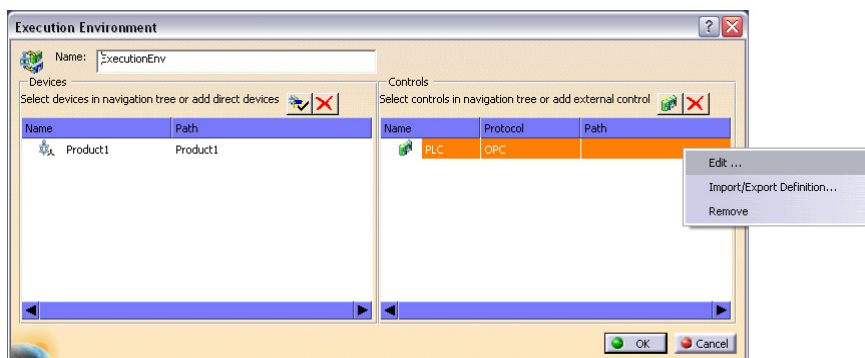 Execution Environment
Name: ExecutionEnv
Devices
Select devices in navigation tree or add direct devices
Name Path
Product1 Product1
Controls
Select controls in navigation tree or add external control
Name Protocol Path
PLC OPC
Edit ...
Import/Export Definition...
Remove
OK Cancel